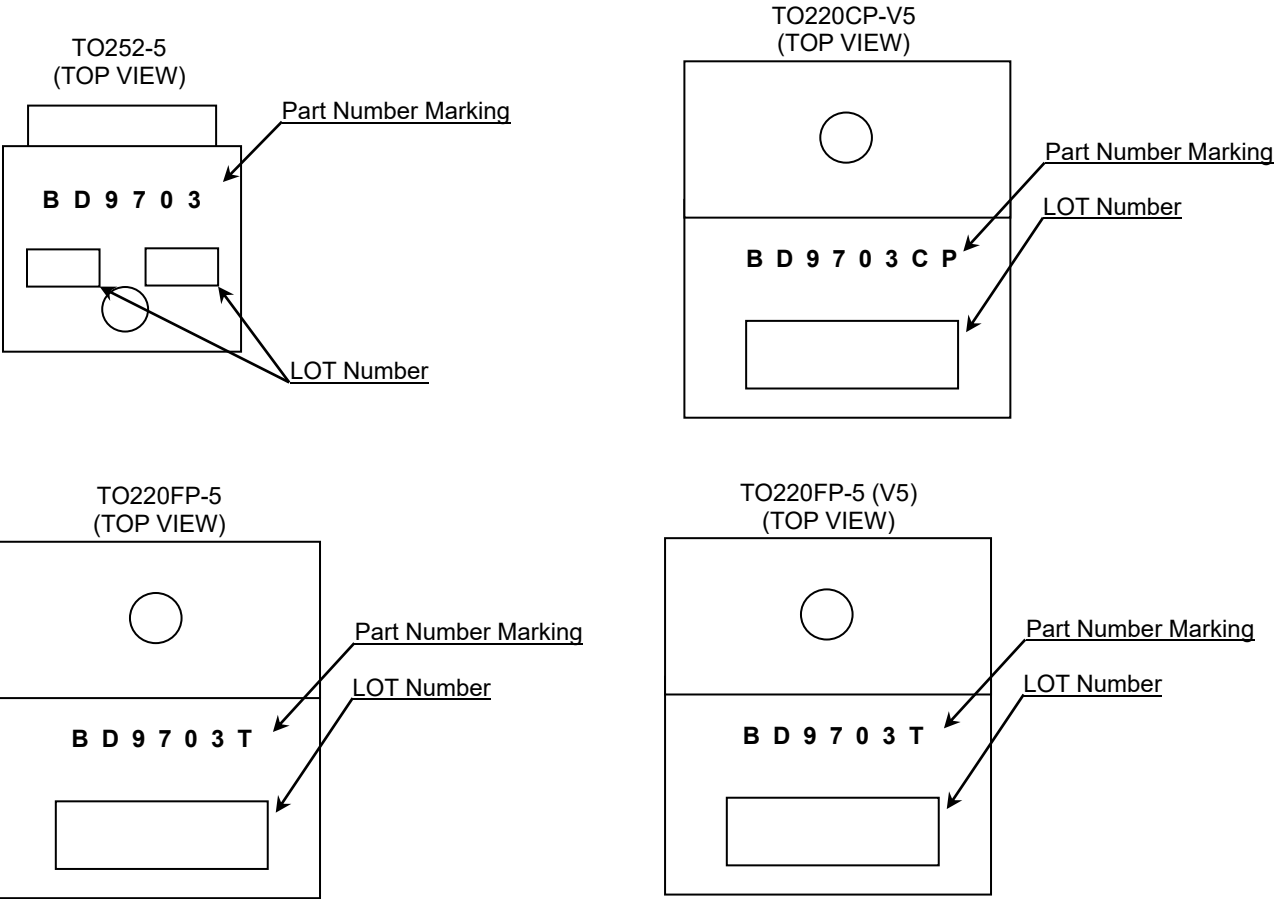 TO252-5
(TOP VIEW)
Part Number Marking
B D 9 7 0 3
LOT Number
TO220CP-V5
(TOP VIEW)
Part Number Marking
LOT Number
B D 9 7 0 3 C P
TO220FP-5
(TOP VIEW)
Part Number Marking
LOT Number
B D 9 7 0 3 T
TO220FP-5 (V5)
(TOP VIEW)
Part Number Marking
LOT Number
B D 9 7 0 3 T